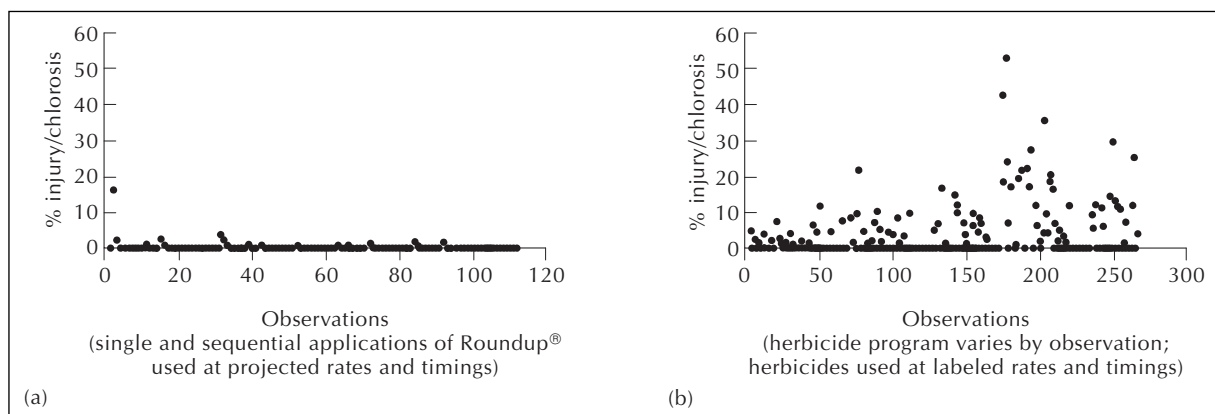 60
50
40
30
20
10
0
% injury/chlorosis
0 20 40 60 80 100 120
Observations
(single and sequential applications of Roundup®
used at projected rates and timings)
(a)
60
50
40
30
20
10
0
% injury/chlorosis
0 50 100 150 200 250 300
Observations
(herbicide program varies by observation;
herbicides used at labeled rates and timings)
(b)